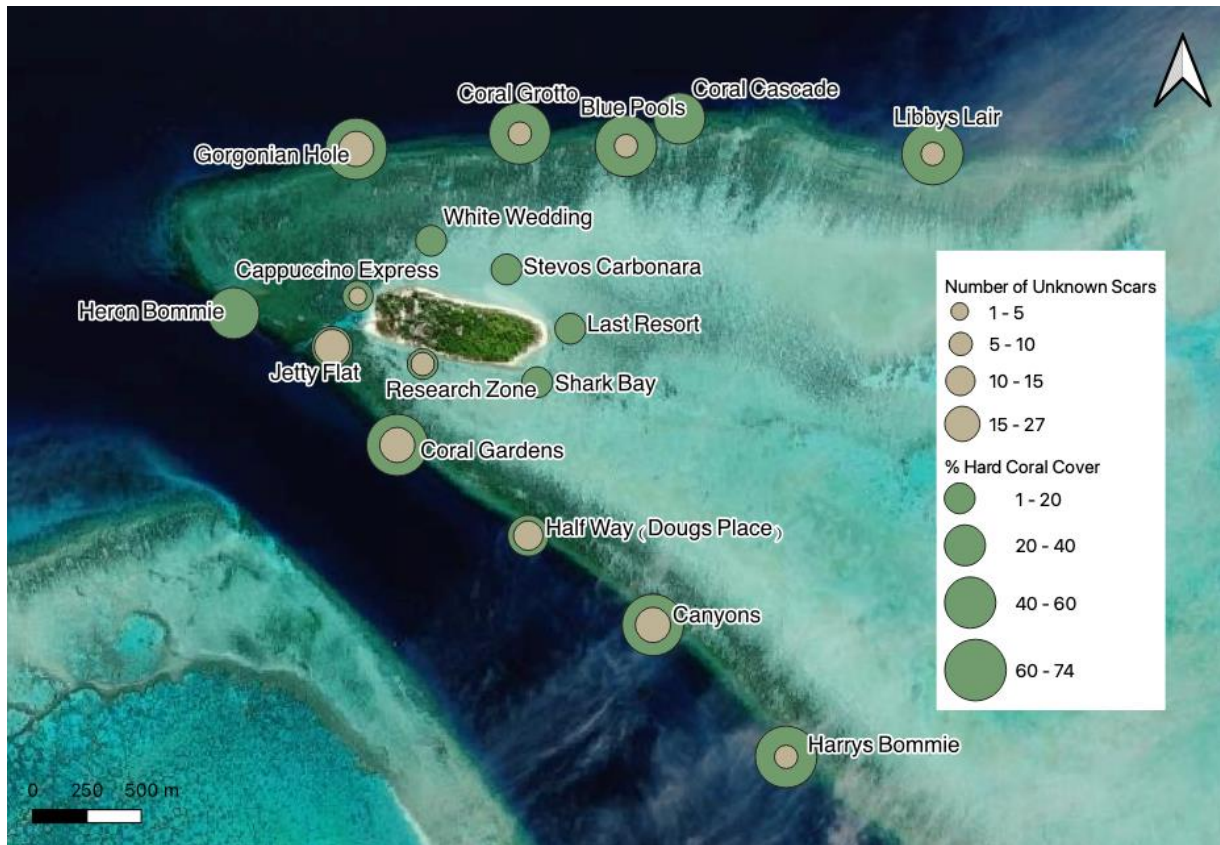 Coral Cascade
Coral Grotto
Blue Pools
Libbys Lair
Gorgonian Hole
White Wedding
Cappuccino Express
Stevos Carbonara
Heron Bommie
Last Resort
Jetty Flat
Research Zone
Shark Bay
Coral Gardens
Half Way (Dougs Place)
Canyons
Harrys Bommie
Number of Unknown Scars
1 - 5
5 - 10
10 - 15
15 - 27
% Hard Coral Cover
1 - 20
20 - 40
40 - 60
60 - 74
0 250 500 m